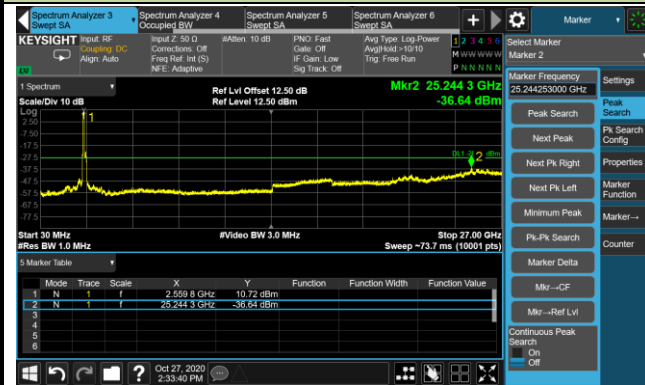 Spectrum Analyzer 3
Swept SA
Spectrum Analyzer 4
Occupied BW
Spectrum Analyzer 5
Swept SA
Spectrum Analyzer 6
Swept SA
+
Marker
KEYSIGHT
Input: RF
Coupling: DC
Align: Auto
Input Z: 50 Ω
Corrections: Off
Freq Ref: Int (S)
NFE: Adaptive
#Atten: 10 dB
PNO: Fast
Gate: Off
IF Gain: Low
Sig Track: Off
Avg Type: Log-Power
Avg|Hold:>10/10
Trig: Free Run
1 2 3 4 5 6
M W W W W W
P N N N N N
Select Marker
Marker 2
1 Spectrum
Scale/Div 10 dB
Log
Ref Lvl Offset 12.50 dB
Ref Level 12.50 dBm
Mkr2 25.244 3 GHz
-36.64 dBm
2.50
-7.50
-17.5
-27.5
-37.5
-47.5
-57.5
-67.5
-77.5
1
2
Start 30 MHz
#Res BW 1.0 MHz
#Video BW 3.0 MHz
Stop 27.00 GHz
Sweep ~73.7 ms (10001 pts)
5 Marker Table
Mode Trace Scale X Y Function Function Width Function Value
1 N 1 f 2.559 8 GHz 10.72 dBm
2 N 1 f 25.244 3 GHz -36.64 dBm
3
4
5
6
Marker Frequency
25.244253000 GHz
Peak Search
Next Peak
Next Pk Right
Next Pk Left
Minimum Peak
Pk-Pk Search
Marker Delta
Mkr→CF
Mkr→Ref Lvl
Continuous Peak
Search
On
Off
Settings
Peak
Search
Pk Search
Config
Properties
Marker
Function
Marker→
Counter
?
Oct 27, 2020
2:33:40 PM